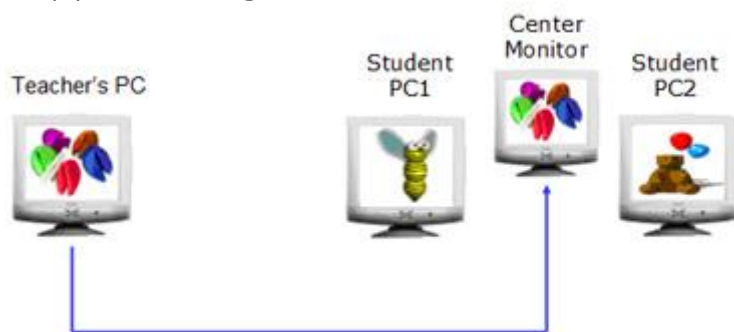 Teacher's PC
Student
PC1
Center
Monitor
Student
PC2